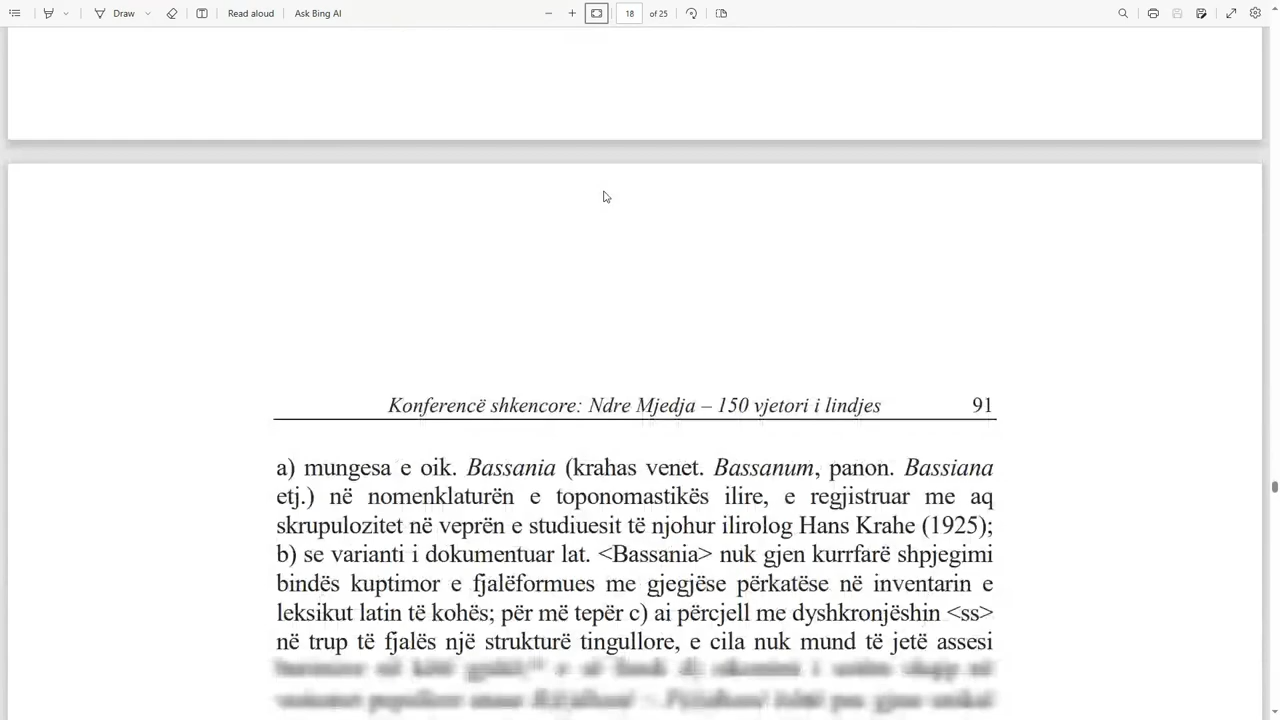 Draw
Read aloud
Ask Bing AI
18
of 25
Konferencë shkencore: Ndre Mjedja – 150 vjetori i lindjes 91
a) mungesa e oik. Bassania (krahas venet. Bassanum, panon. Bassiana
etj.) në nomenklaturën e toponomastikës ilire, e regjistruar me aq
skrupulozitet në veprën e studiuesit të njohur ilirolog Hans Krahe (1925);
b) se varianti i dokumentuar lat. <Bassania> nuk gjen kurrfarë shpjegimi
bindës kuptimor e fjalëformues me gjegjëse përkatëse në inventarin e
leksikut latin të kohës; për më tepër c) ai përcjell me dyshkronjëshin <ss>
në trup të fjalës një strukturë tingullore, e cila nuk mund të jetë assesi